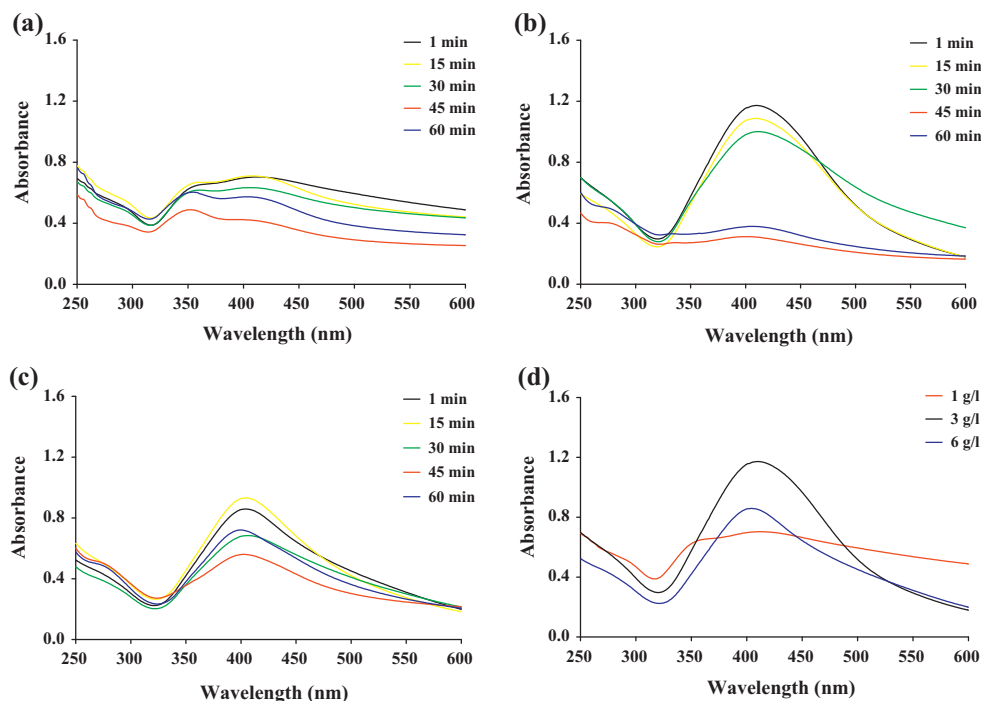 (a)
1.6
1.2
0.8
0.4
0.0
Absorbance
250 300 350 400 450 500 550 600
Wavelength (nm)
1 min
15 min
30 min
45 min
60 min
(b)
1.6
1.2
0.8
0.4
0.0
Absorbance
250 300 350 400 450 500 550 600
Wavelength (nm)
1 min
15 min
30 min
45 min
60 min
(c)
1.6
1.2
0.8
0.4
0.0
Absorbance
250 300 350 400 450 500 550 600
Wavelength (nm)
1 min
15 min
30 min
45 min
60 min
(d)
1.6
1.2
0.8
0.4
0.0
Absorbance
250 300 350 400 450 500 550 600
Wavelength (nm)
1 g/l
3 g/l
6 g/l